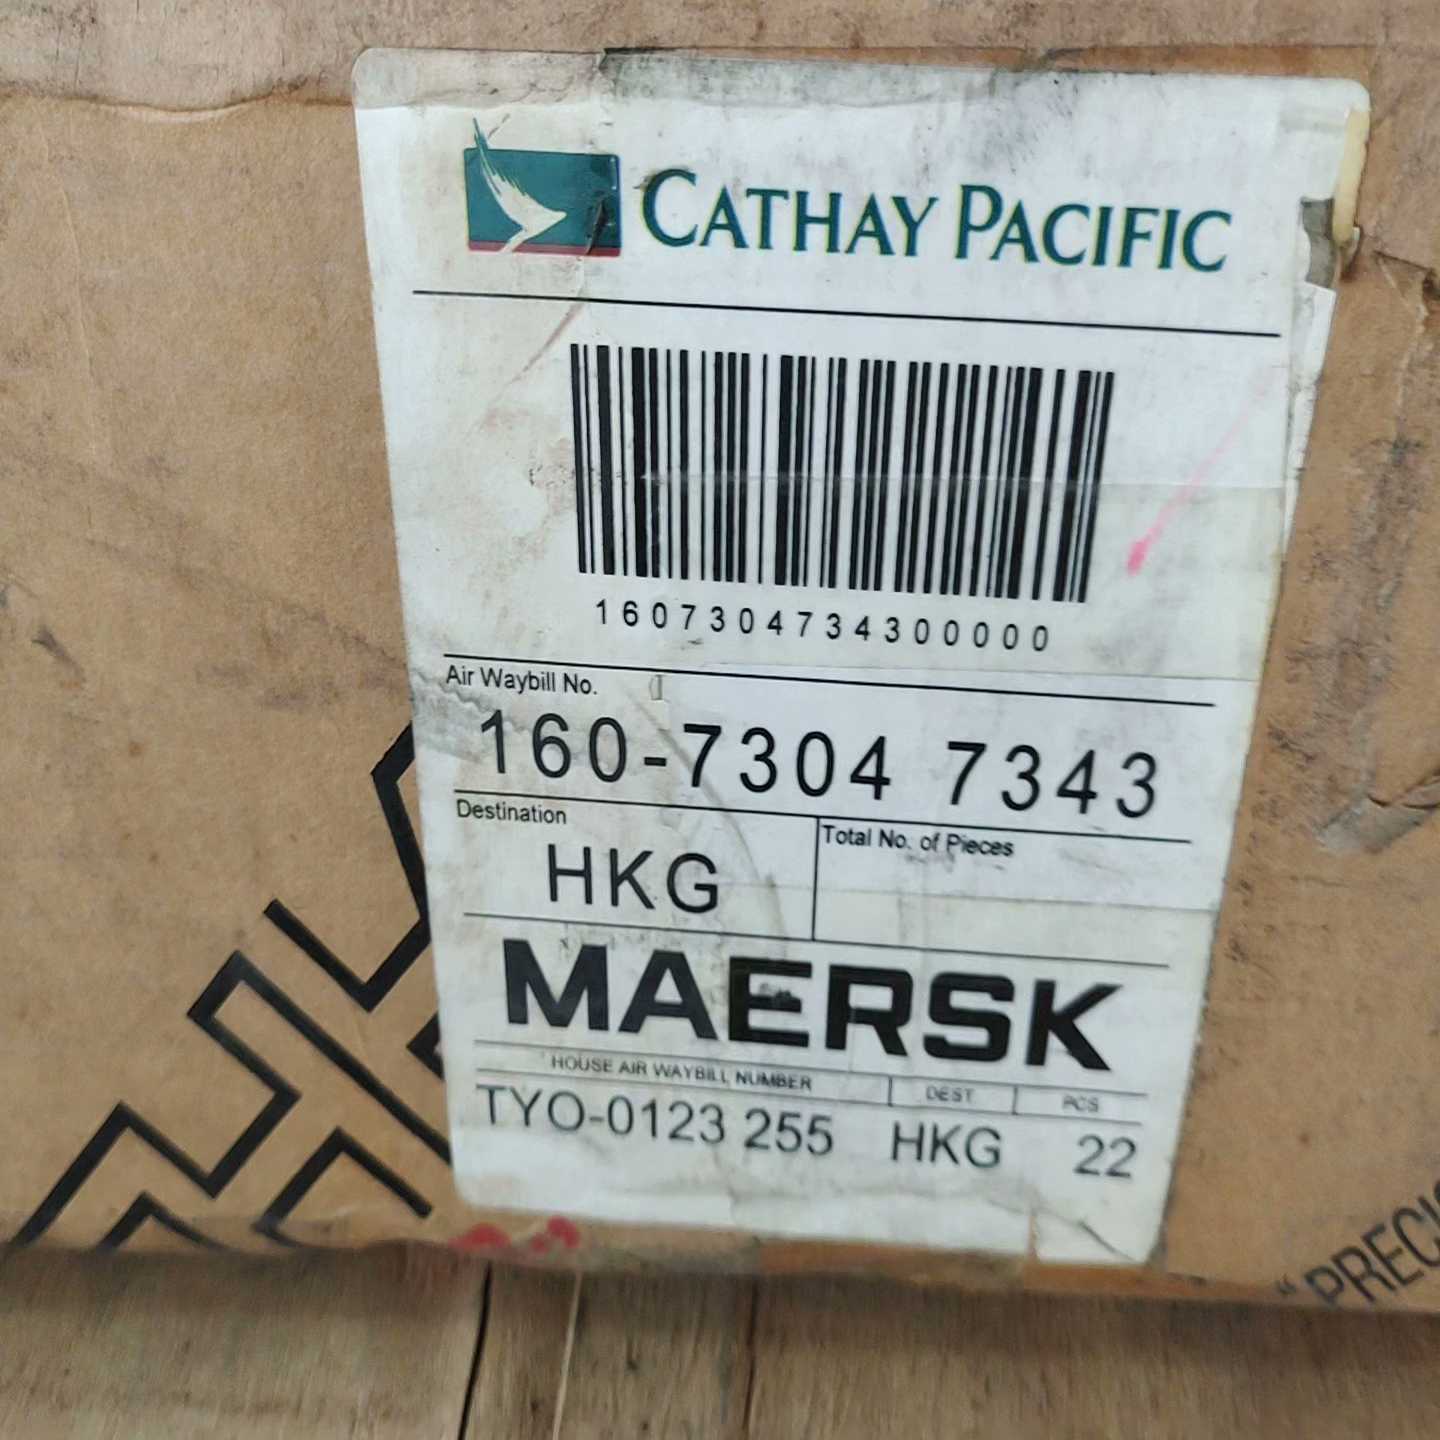 CATHAY PACIFIC
1607304734300000
Air Waybill No.
160-7304 7343
Destination
Total No. of Pieces
HKG
MAERSK
HOUSE AIR WAYBILL NUMBER DEST PCS
TYO-0123 255 HKG 22